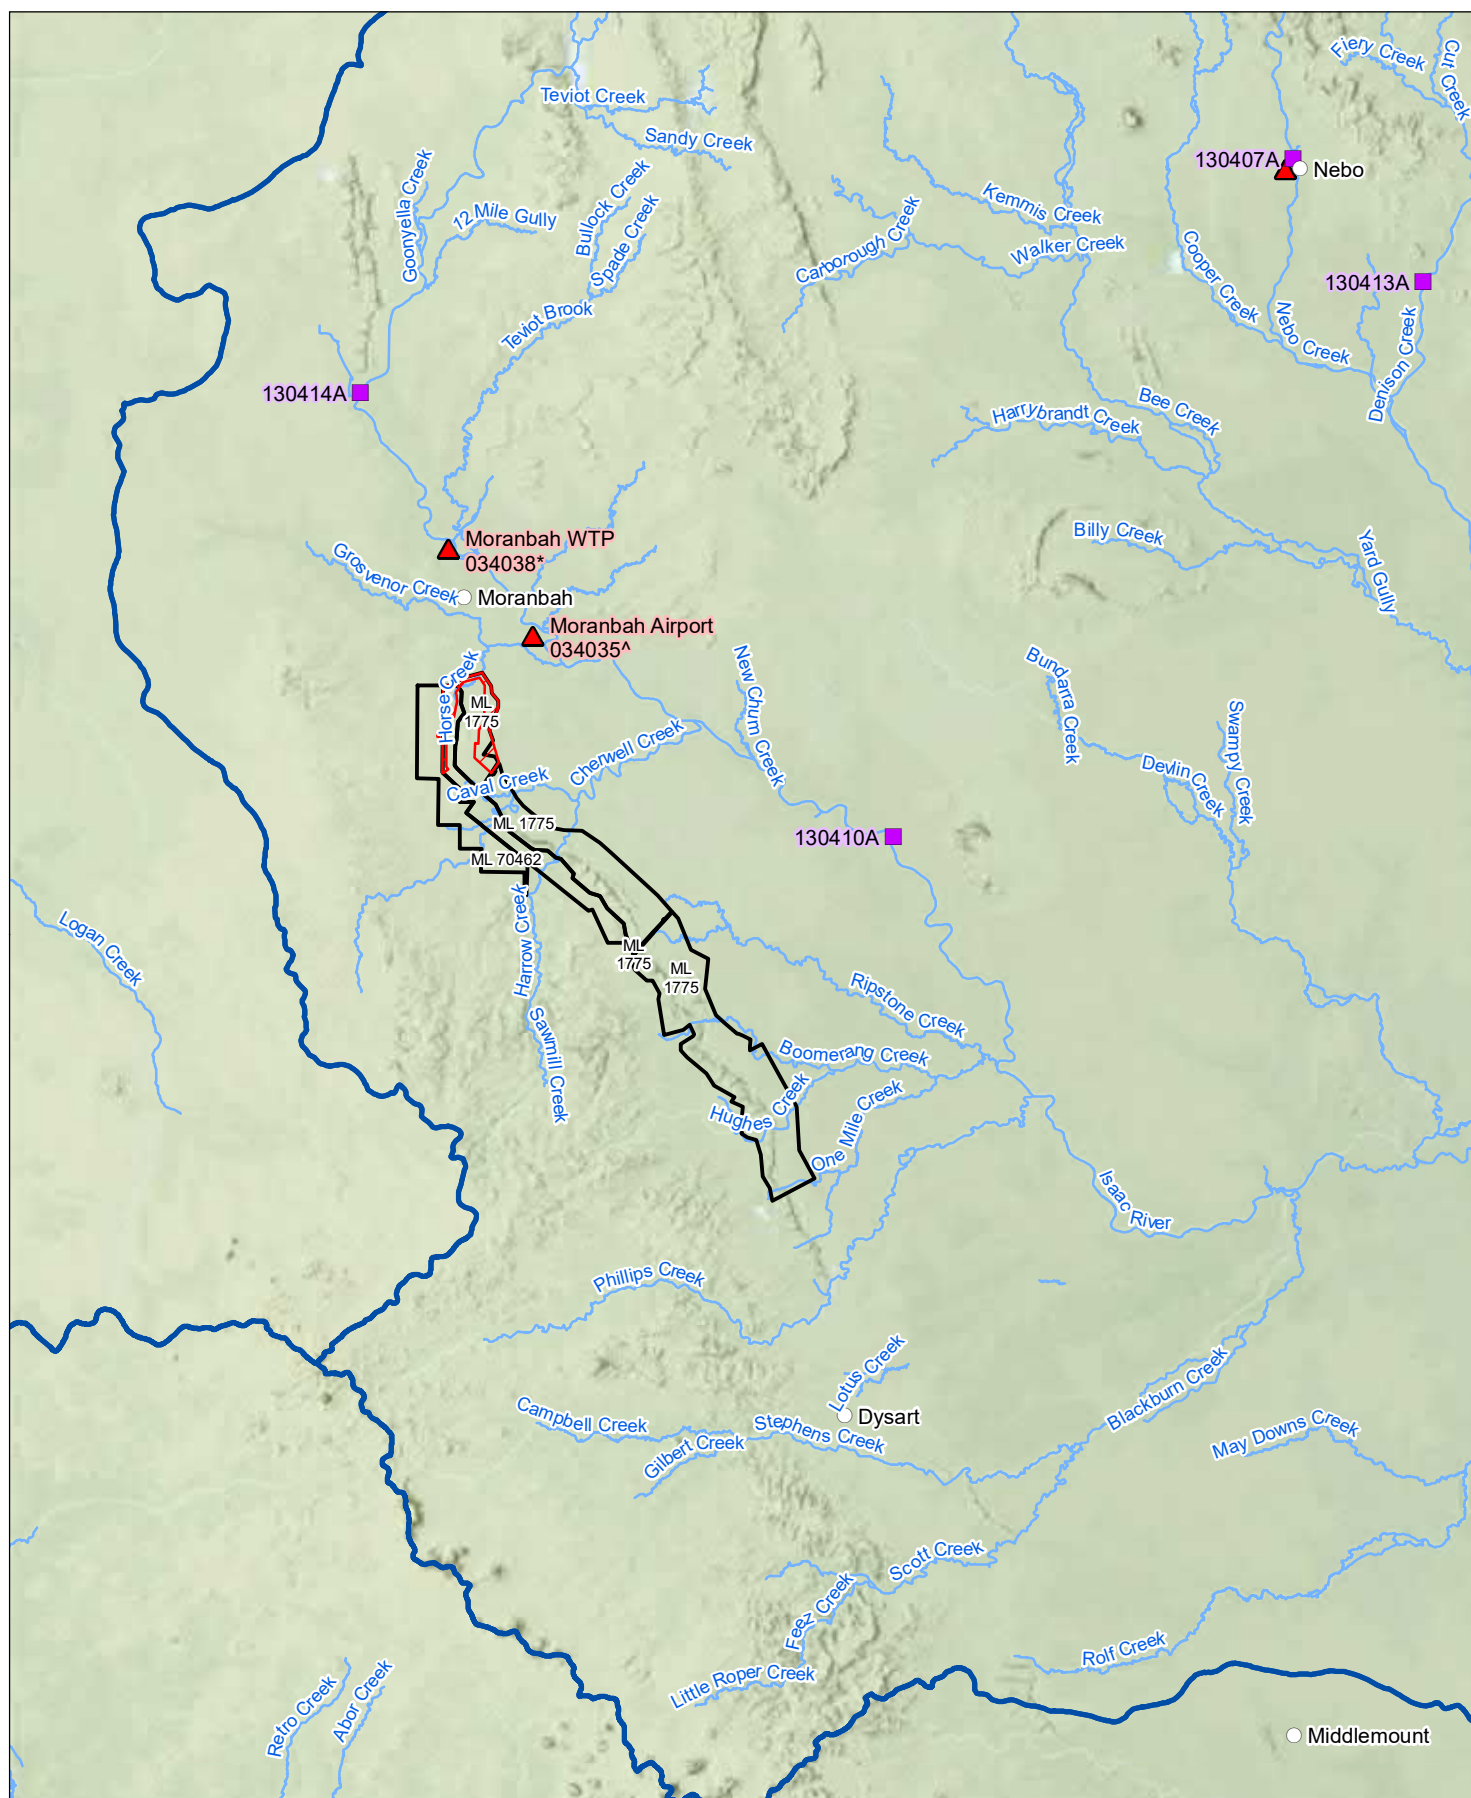 Fiery Creek
Cut Creek
Teviot Creek
Sandy Creek
130407A
Nebo
Goonyella Creek
12 Mile Gully
Bullock Creek
Spade Creek
Kemmis Creek
Carborough Creek
Walker Creek
Cooper Creek
130413A
Teviot Brook
Nebo Creek
Denison Creek
130414A
Harrybrandt Creek
Bee Creek
Moranbah WTP
034038*
Billy Creek
Yard Gully
Grosvenor Creek
Moranbah
Moranbah Airport
034035^
Horse Creek
ML
1775
New Chum Creek
Bundarra Creek
Swampy Creek
Cherwell Creek
Caval Creek
Devlin Creek
ML 1775
130410A
ML 70462
Harrow Creek
Logan Creek
ML
1775
ML
1775
Ripstone Creek
Sawmill Creek
Boomerang Creek
Hughes Creek
One Mile Creek
Isaac River
Phillips Creek
Lotus Creek
Dysart
Blackburn Creek
Campbell Creek
Stephens Creek
Gilbert Creek
May Downs Creek
Scott Creek
Feez Creek
Rolf Creek
Little Roper Creek
Retro Creek
Abor Creek
Middlemount